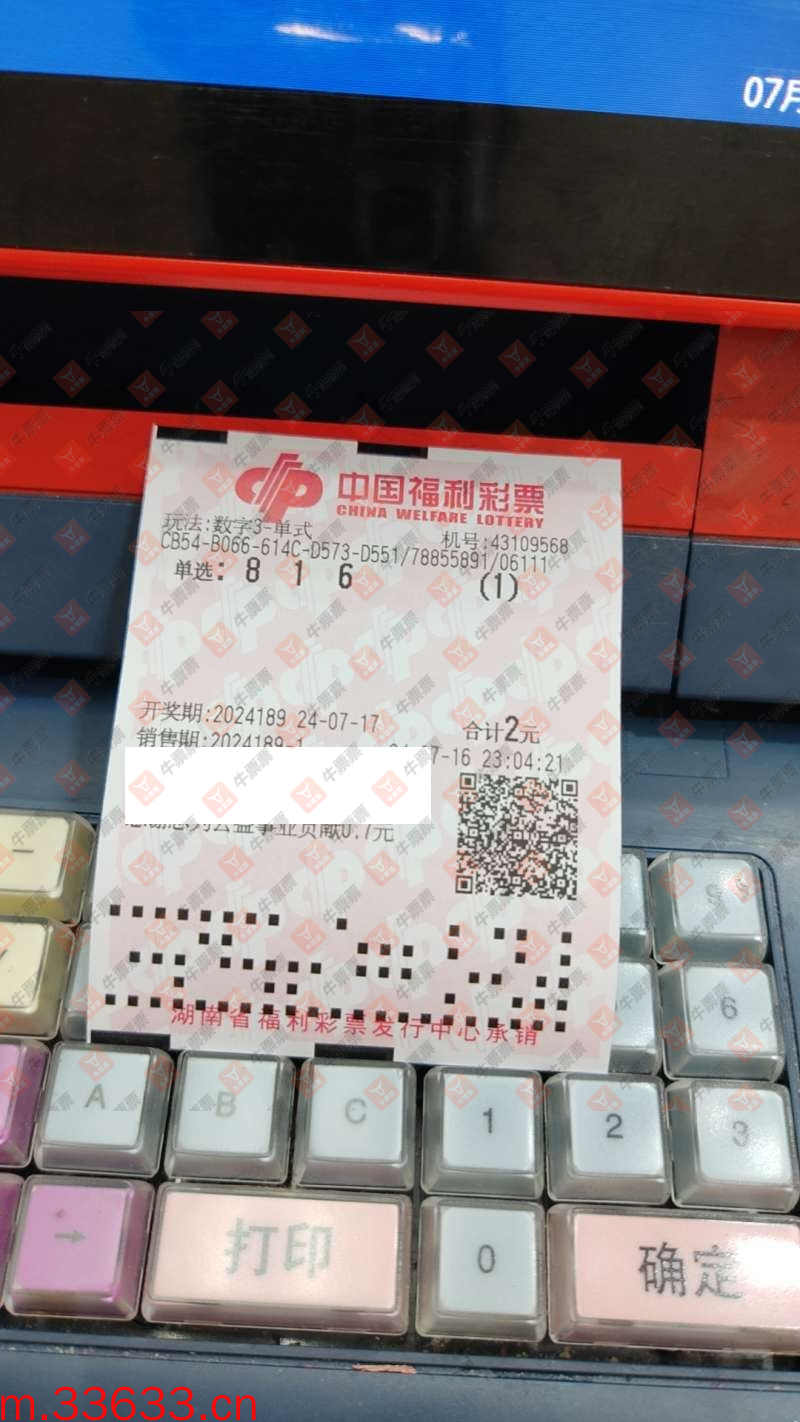 07月
中国福利彩票
CHINA WELFARE LOTTERY
玩法:数字3-单式 机号:43109568
CB54-B066-614C-D573-D551/78855891/06111
单选: 8 1 6 (1)
开奖期:2024189 24-07-17 合计2元
销售期:2024189-1 07-16 23:04:21
公益事业贡献0.7元
湖南省福利彩票发行中心承销
6
A B C 1 2 3
→ 打印 0 确定
牛票票
m.33633.cn